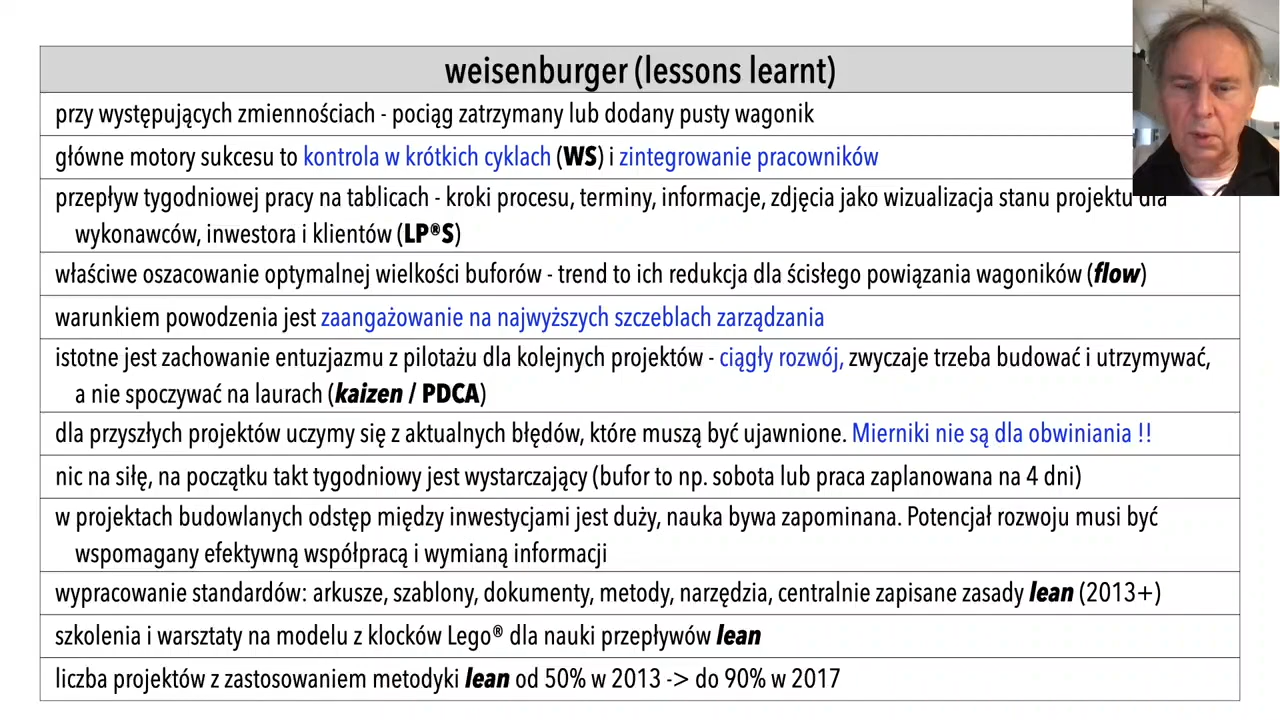 weisenburger (lessons learnt)
przy występujących zmiennościach - pociąg zatrzymany lub dodany pusty wagonik
główne motory sukcesu to kontrola w krótkich cyklach (WS) i zintegrowanie pracowników
przepływ tygodniowej pracy na tablicach - kroki procesu, terminy, informacje, zdjęcia jako wizualizacja stanu projektu dla
wykonawców, inwestora i klientów (LP®S)
właściwe oszacowanie optymalnej wielkości buforów - trend to ich redukcja dla ścisłego powiązania wagoników (flow)
warunkiem powodzenia jest zaangażowanie na najwyższych szczeblach zarządzania
istotne jest zachowanie entuzjazmu z pilotażu dla kolejnych projektów - ciągły rozwój, zwyczaje trzeba budować i utrzymywać,
a nie spoczywać na laurach (kaizen / PDCA)
dla przyszłych projektów uczymy się z aktualnych błędów, które muszą być ujawnione. Mierniki nie są dla obwiniania !!
nic na siłę, na początku takt tygodniowy jest wystarczający (bufor to np. sobota lub praca zaplanowana na 4 dni)
w projektach budowlanych odstęp między inwestycjami jest duży, nauka bywa zapominana. Potencjał rozwoju musi być
wspomagany efektywną współpracą i wymianą informacji
wypracowanie standardów: arkusze, szablony, dokumenty, metody, narzędzia, centralnie zapisane zasady lean (2013+)
szkolenia i warsztaty na modelu z klocków Lego® dla nauki przepływów lean
liczba projektów z zastosowaniem metodyki lean od 50% w 2013 -> do 90% w 2017